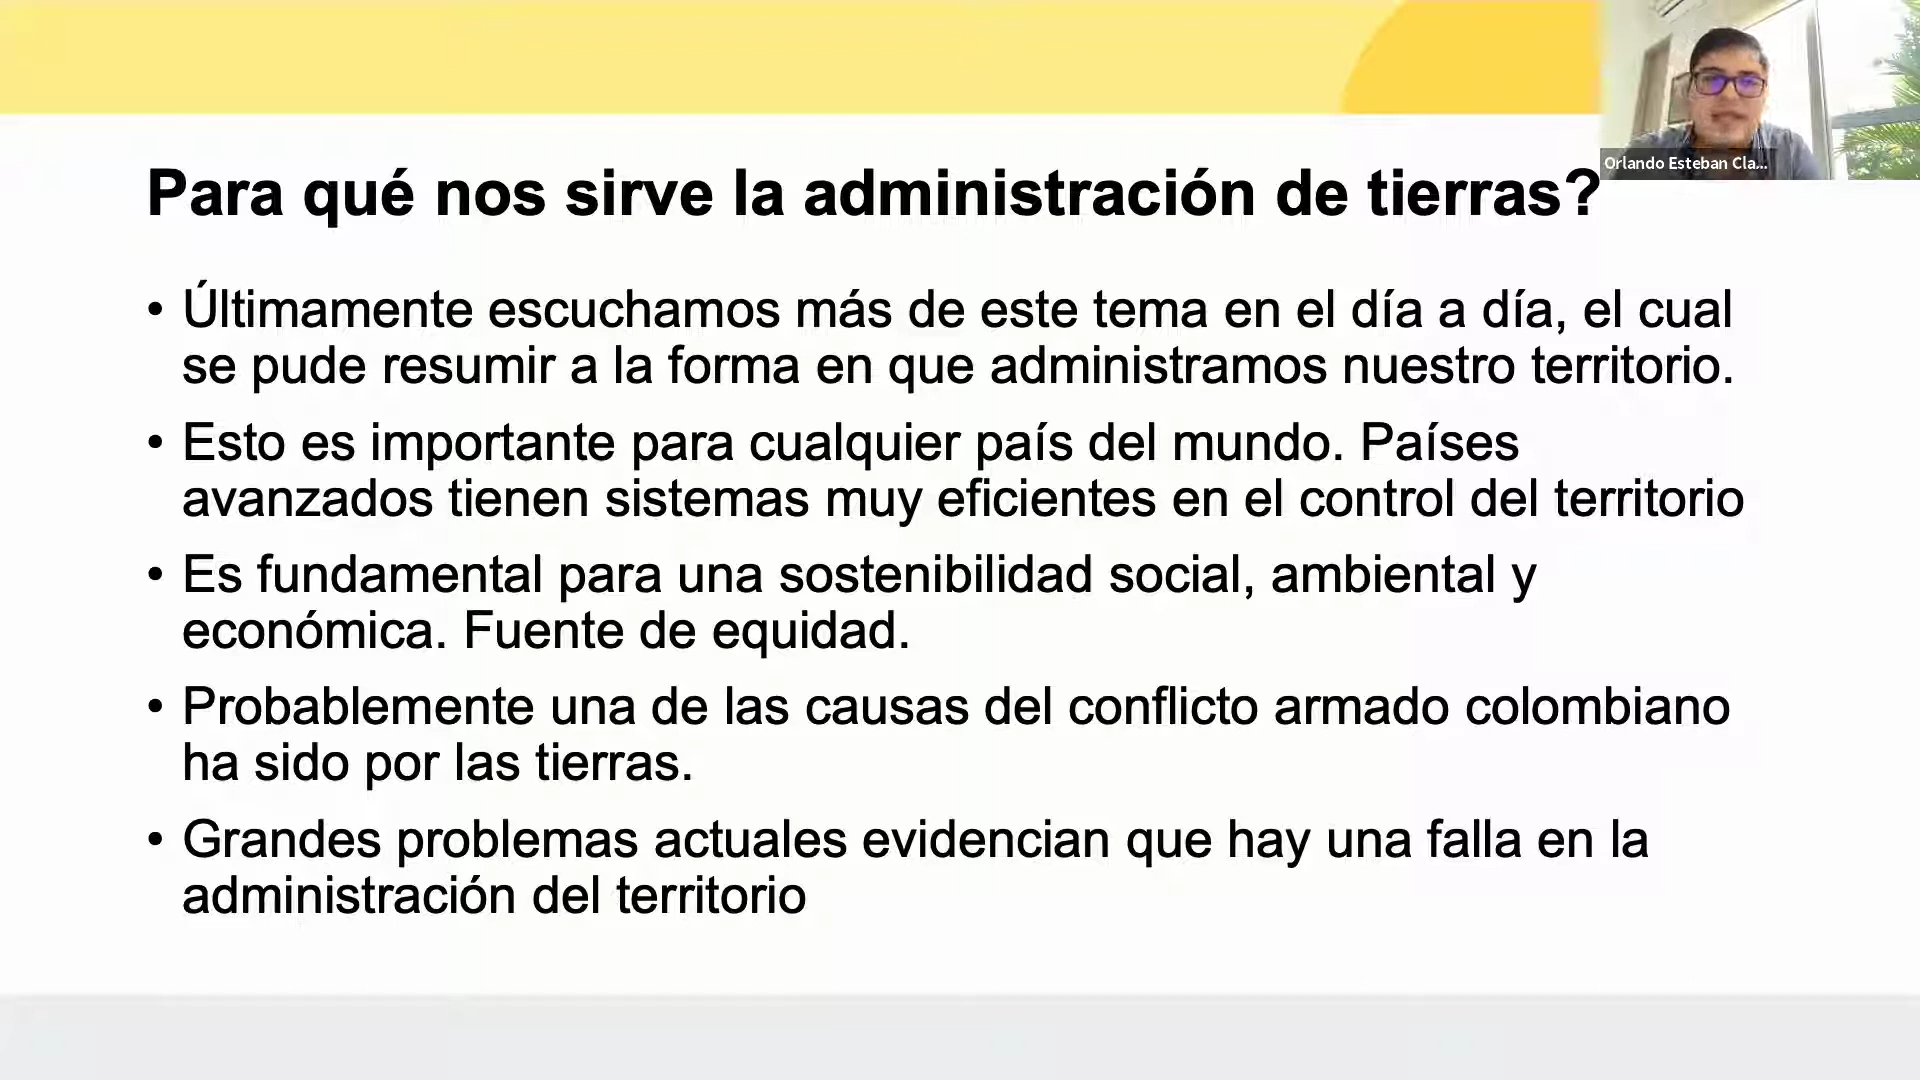 Orlando Esteban Cla...
Para qué nos sirve la administración de tierras?
• Últimamente escuchamos más de este tema en el día a día, el cual
se pude resumir a la forma en que administramos nuestro territorio.
• Esto es importante para cualquier país del mundo. Países
avanzados tienen sistemas muy eficientes en el control del territorio
• Es fundamental para una sostenibilidad social, ambiental y
económica. Fuente de equidad.
• Probablemente una de las causas del conflicto armado colombiano
ha sido por las tierras.
• Grandes problemas actuales evidencian que hay una falla en la
administración del territorio